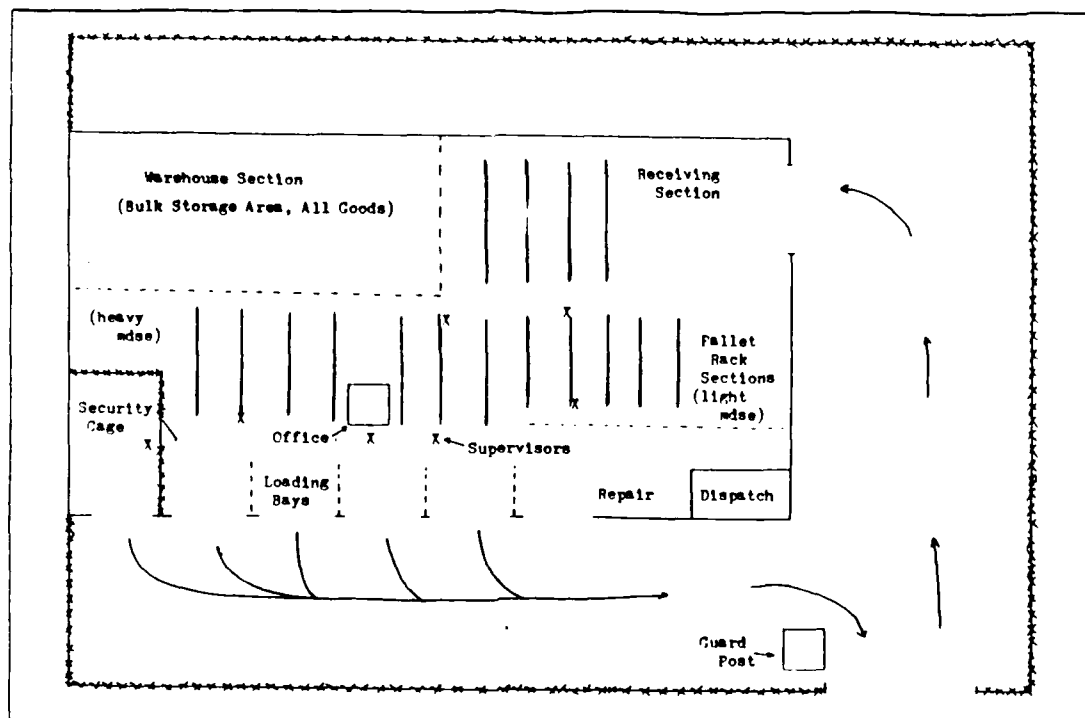 Warehouse Section
(Bulk Storage Area, All Goods)
Receiving
Section
(heavy
mdse)
X
X
Pallet
Rack
Sections
(light
mdse)
Security
Cage
X
X
X
Office
X
X
Supervisors
Loading
Bays
Repair
Dispatch
Guard
Post